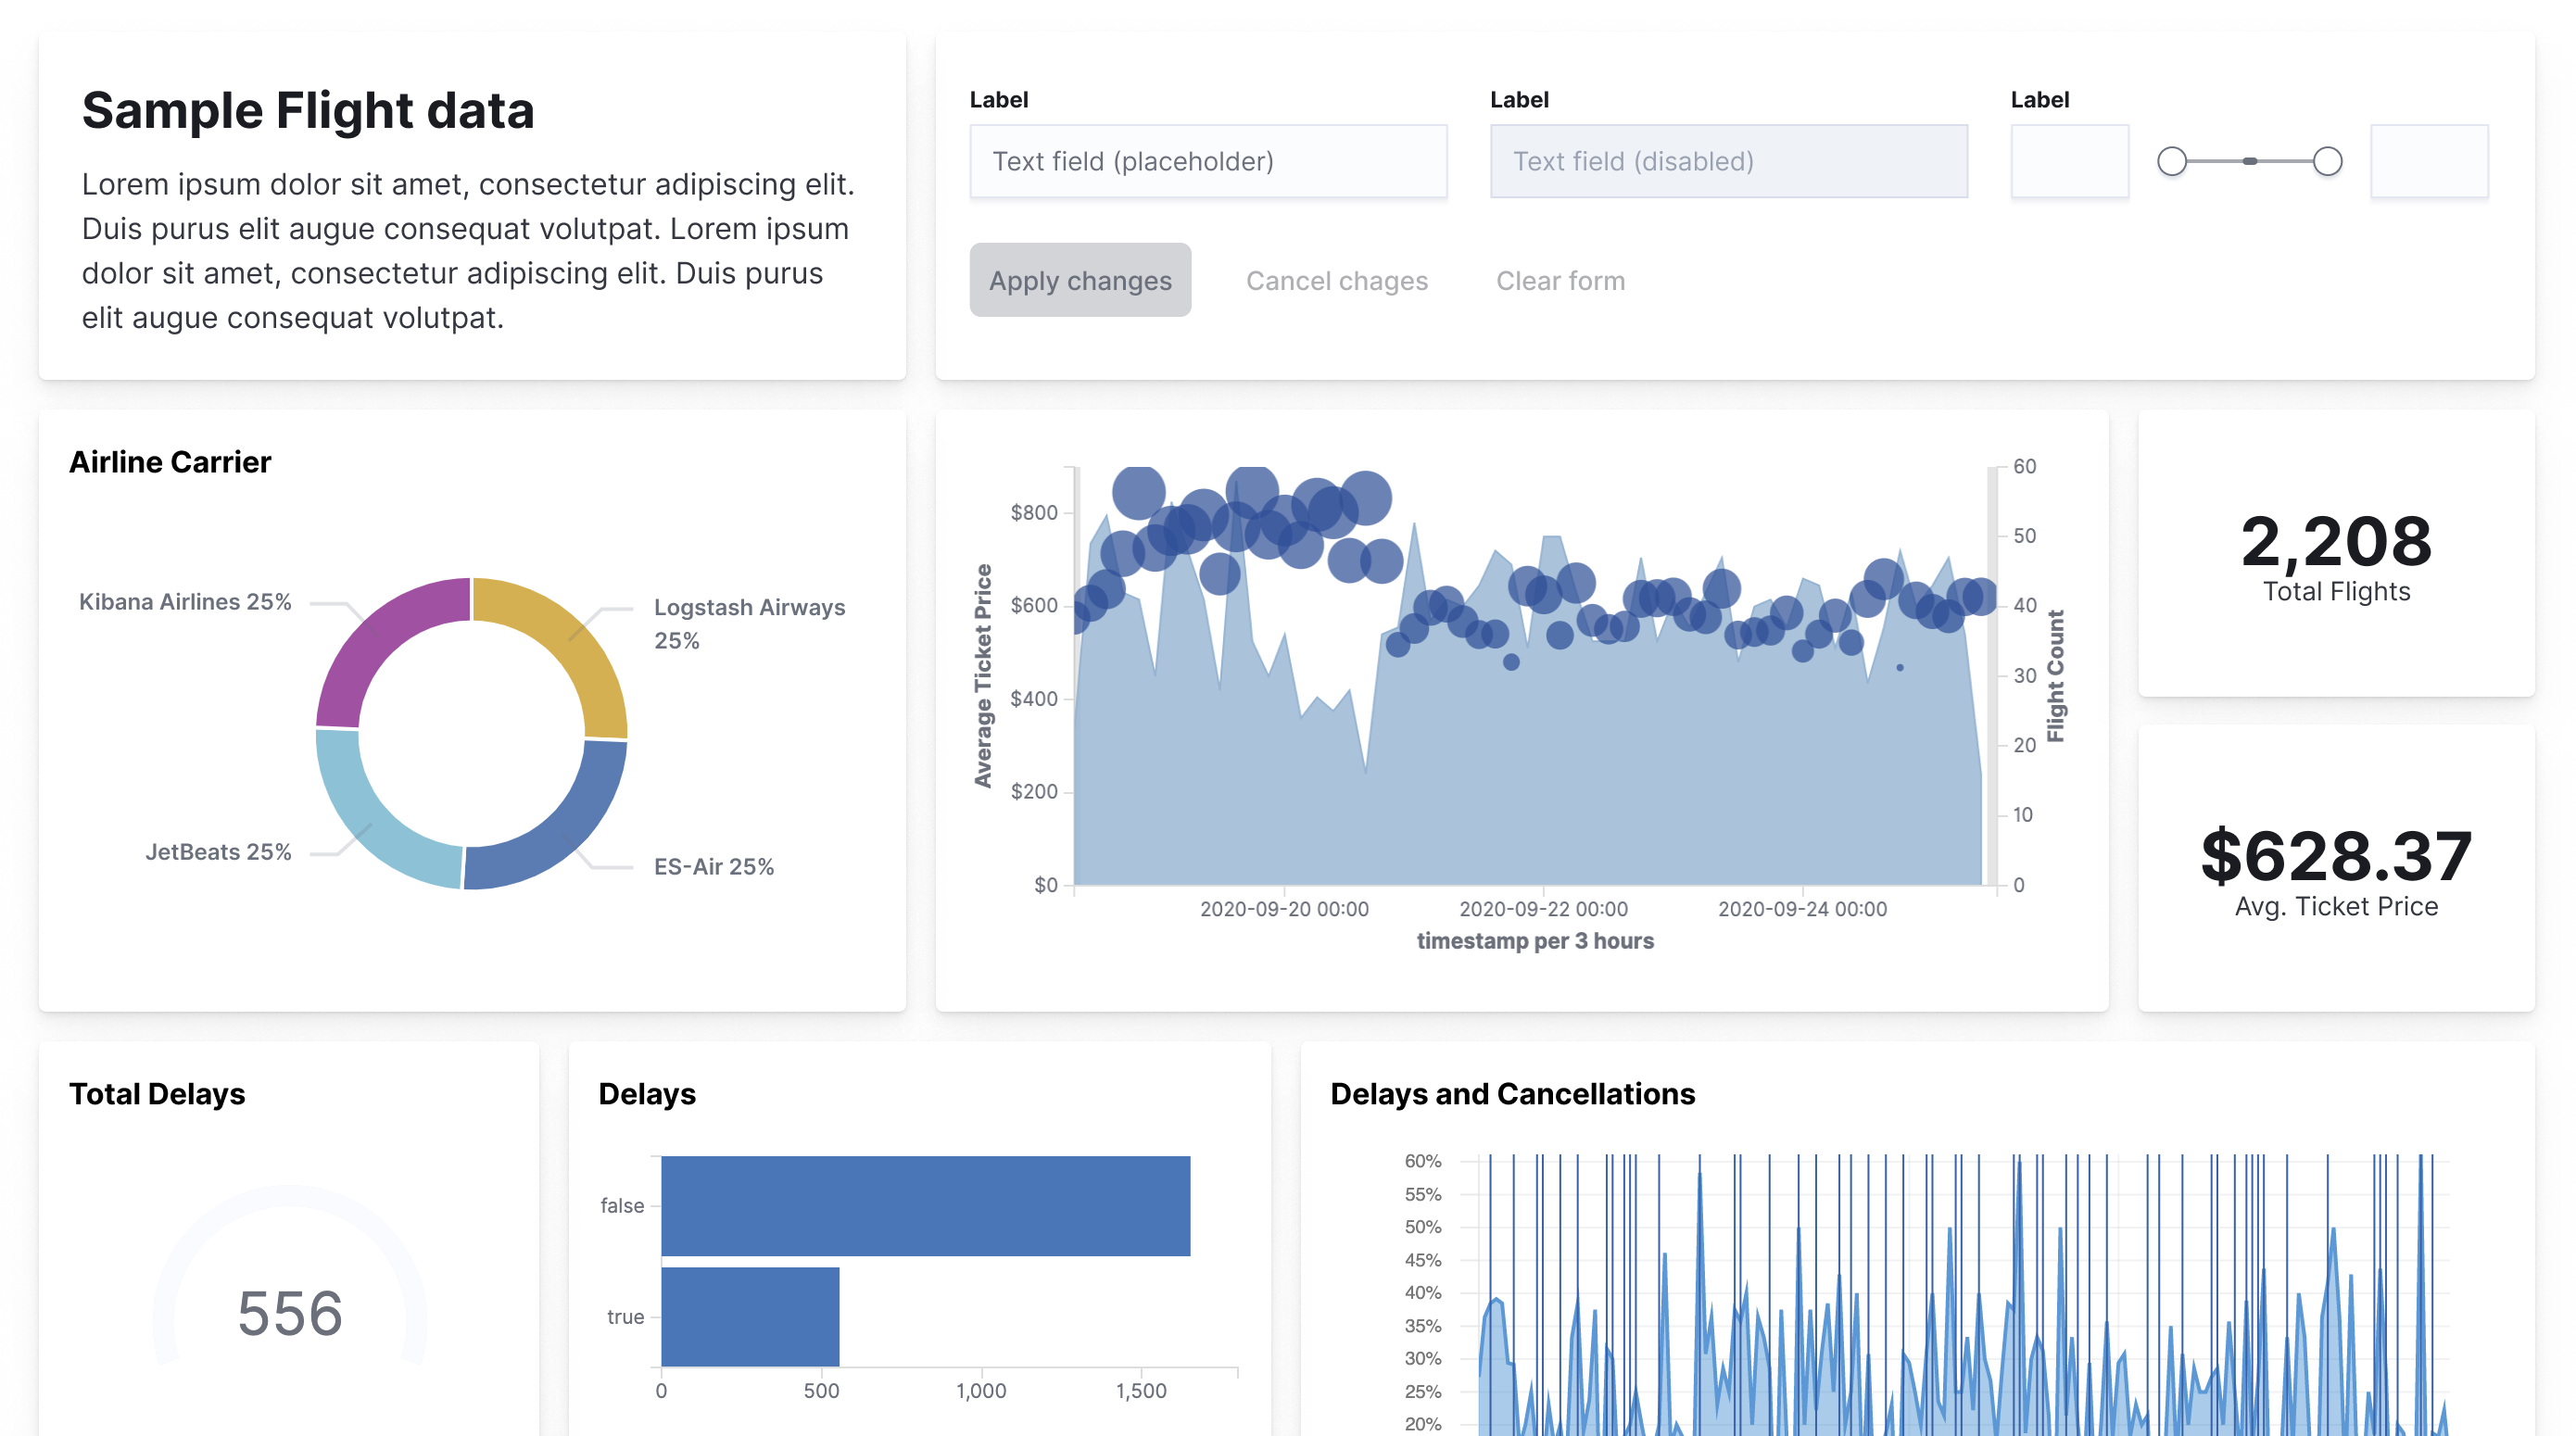 Sample Flight data
Lorem ipsum dolor sit amet, consectetur adipiscing elit.
Duis purus elit augue consequat volutpat. Lorem ipsum
dolor sit amet, consectetur adipiscing elit. Duis purus
elit augue consequat volutpat.
Label
Text field (placeholder)
Label
Text field (disabled)
Label
Apply changes
Cancel chages
Clear form
Airline Carrier
Kibana Airlines 25%
Logstash Airways
25%
JetBeats 25%
ES-Air 25%
Average Ticket Price
$800
$600
$400
$200
$0
60
50
40
30
20
10
0
Flight Count
2020-09-20 00:00
2020-09-22 00:00
2020-09-24 00:00
timestamp per 3 hours
2,208
Total Flights
$628.37
Avg. Ticket Price
Total Delays
556
Delays
false
true
0
500
1,000
1,500
Delays and Cancellations
60%
55%
50%
45%
40%
35%
30%
25%
20%